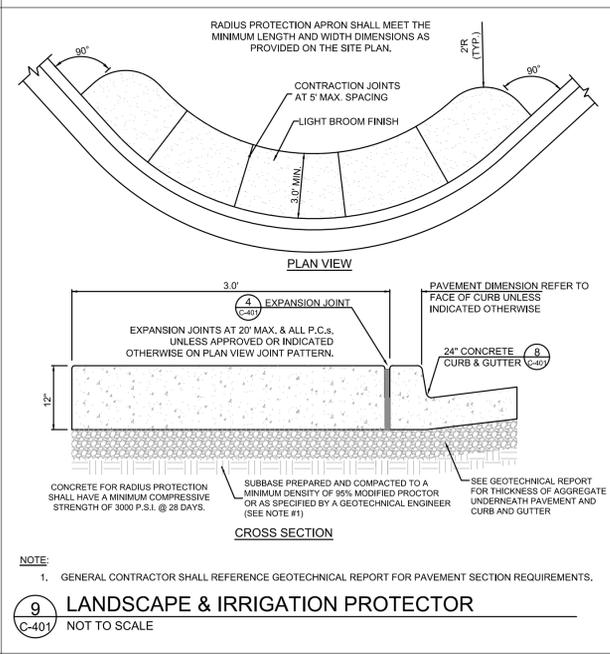 RADIUS PROTECTION APRON SHALL MEET THE
MINIMUM LENGTH AND WIDTH DIMENSIONS AS
PROVIDED ON THE SITE PLAN.
2'R
(TYP.)
90°
90°
CONTRACTION JOINTS
AT 5' MAX. SPACING
LIGHT BROOM FINISH
3.0' MIN.
PLAN VIEW
3.0'
PAVEMENT DIMENSION REFER TO
FACE OF CURB UNLESS
INDICATED OTHERWISE
4
C-401
EXPANSION JOINT
EXPANSION JOINTS AT 20' MAX. & ALL P.C.s,
UNLESS APPROVED OR INDICATED
OTHERWISE ON PLAN VIEW JOINT PATTERN.
24" CONCRETE
CURB & GUTTER
8
C-401
12"
CONCRETE FOR RADIUS PROTECTION
SHALL HAVE A MINIMUM COMPRESSIVE
STRENGTH OF 3000 P.S.I. @ 28 DAYS.
SUBBASE PREPARED AND COMPACTED TO A
MINIMUM DENSITY OF 95% MODIFIED PROCTOR
OR AS SPECIFIED BY A GEOTECHNICAL ENGINEER
(SEE NOTE #1)
SEE GEOTECHNICAL REPORT
FOR THICKNESS OF AGGREGATE
UNDERNEATH PAVEMENT AND
CURB AND GUTTER
CROSS SECTION
NOTE:
1. GENERAL CONTRACTOR SHALL REFERENCE GEOTECHNICAL REPORT FOR PAVEMENT SECTION REQUIREMENTS.
9
C-401
LANDSCAPE & IRRIGATION PROTECTOR
NOT TO SCALE